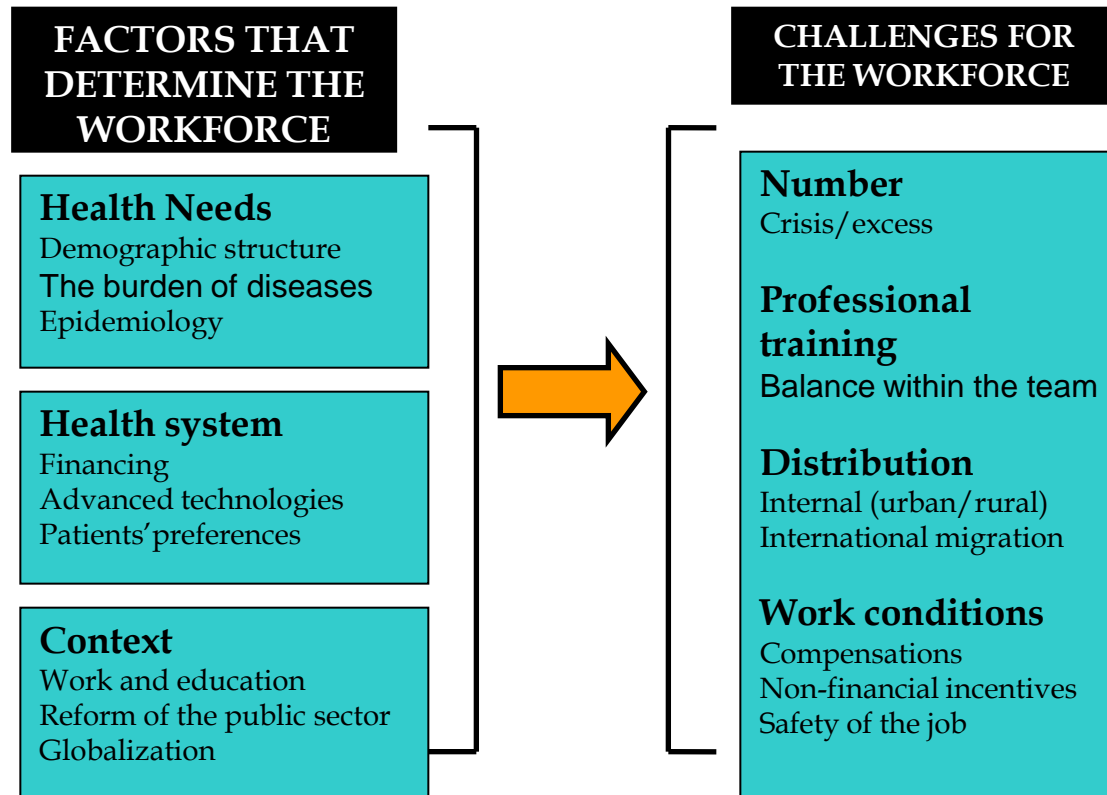 FACTORS THAT
DETERMINE THE
WORKFORCE
Health Needs
Demographic structure
The burden of diseases
Epidemiology
Health system
Financing
Advanced technologies
Patients’preferences
Context
Work and education
Reform of the public sector
Globalization
CHALLENGES FOR
THE WORKFORCE
Number
Crisis/excess
Professional
training
Balance within the team
Distribution
Internal (urban/rural)
International migration
Work conditions
Compensations
Non-financial incentives
Safety of the job